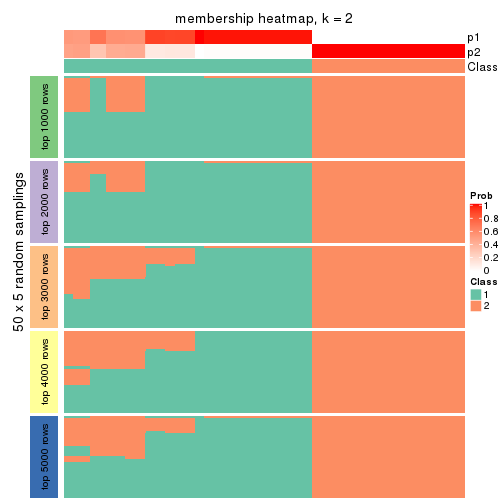 membership heatmap, k = 2
p1
p2
Class
50 x 5 random samplings
top 1000 rows
top 2000 rows
top 3000 rows
top 4000 rows
top 5000 rows
Prob
1
0.8
0.6
0.4
0.2
0
Class
1
2